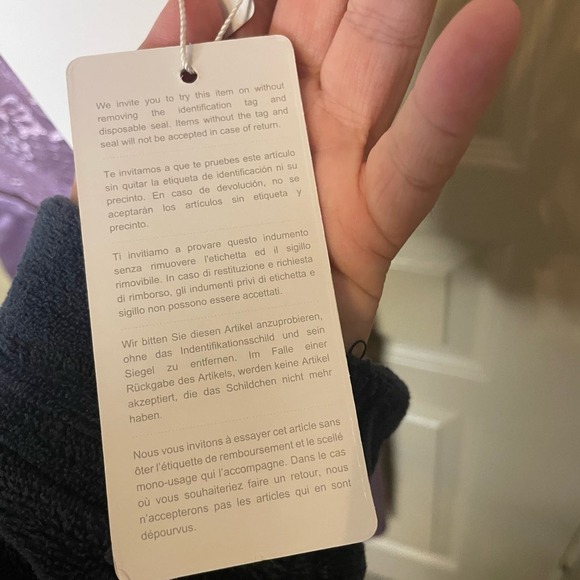 We invite you to try this item on without
removing the identification tag and
disposable seal. Items without the tag and
seal will not be accepted in case of return.
Te invitamos a que te pruebes este artículo
sin quitar la etiqueta de identificación ni su
precinto. En caso de devolución, no se
aceptarán los artículos sin etiqueta y
precinto.
Ti invitiamo a provare questo indumento
senza rimuovere l'etichetta ed il sigillo
rimovibile. In caso di restituzione e richiesta
di rimborso, gli indumenti privi di etichetta e
sigillo non possono essere accettati.
Wir bitten Sie diesen Artikel anzuprobieren,
ohne das Indentifikationsschild und sein
Siegel zu entfernen. Im Falle einer
Rückgabe des Artikels, werden keine Artikel
akzeptiert, die das Schildchen nicht mehr
haben.
Nous vous invitons à essayer cet article sans
ôter l'étiquette de remboursement et le scellé
mono-usage qui l'accompagne. Dans le cas
où vous souhaiteriez faire un retour, nous
n'accepterons pas les articles qui en sont
dépourvus.